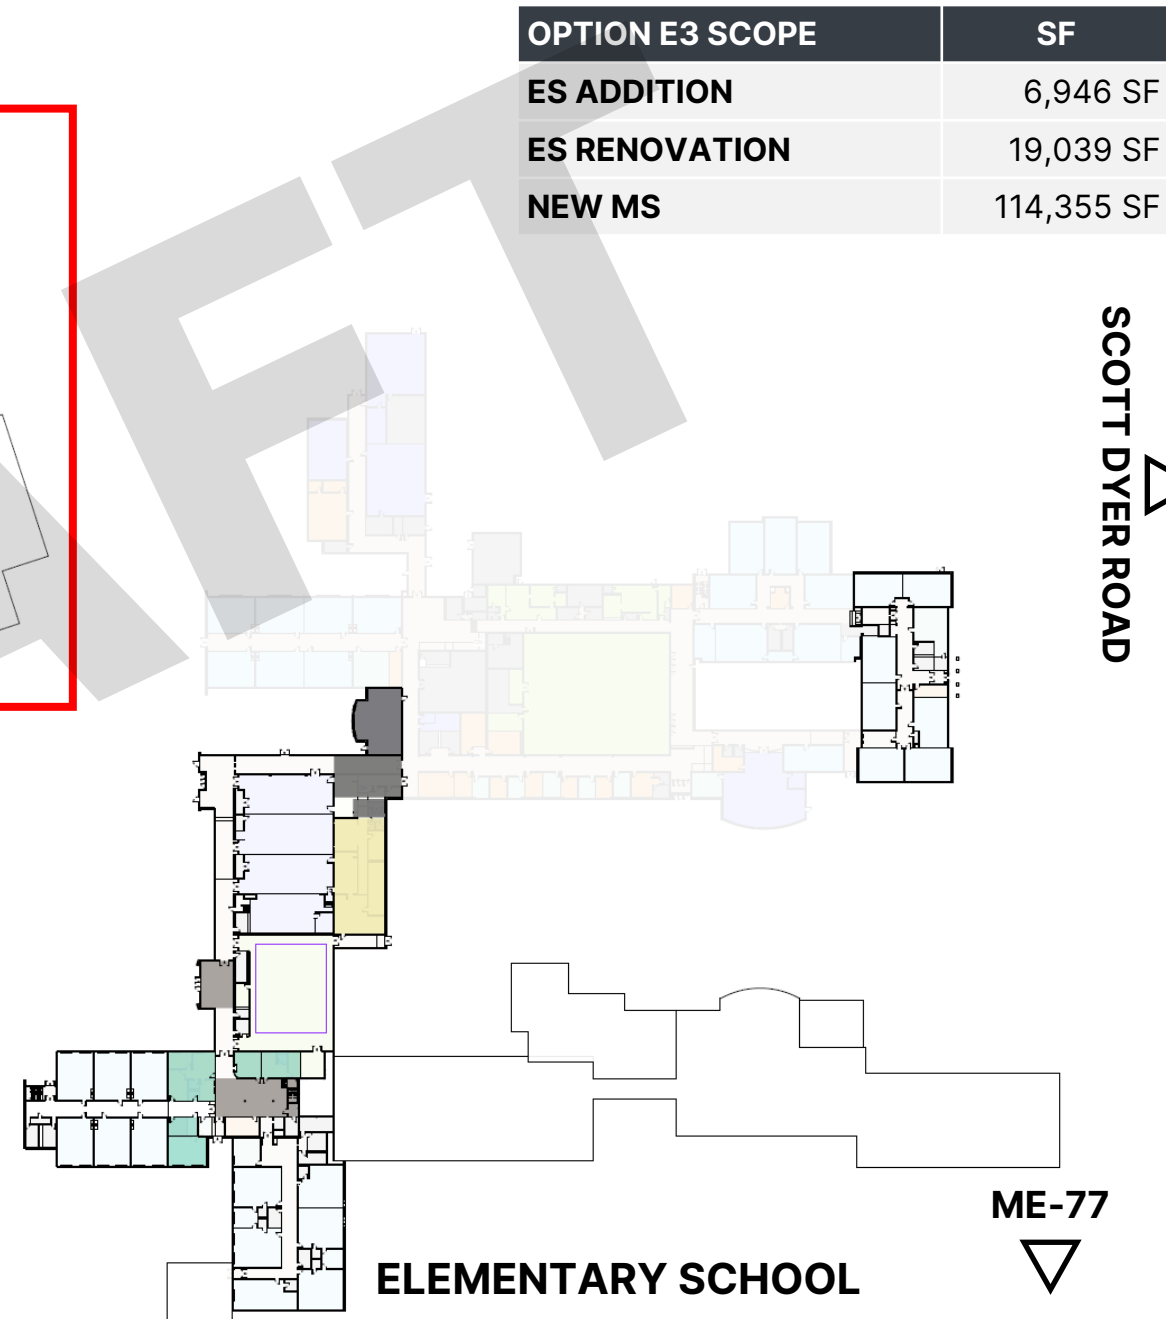 OPTION E3 SCOPE SF
ES ADDITION 6,946 SF
ES RENOVATION 19,039 SF
NEW MS 114,355 SF
AFT
SCOTT DYER ROAD
ME-77
ELEMENTARY SCHOOL